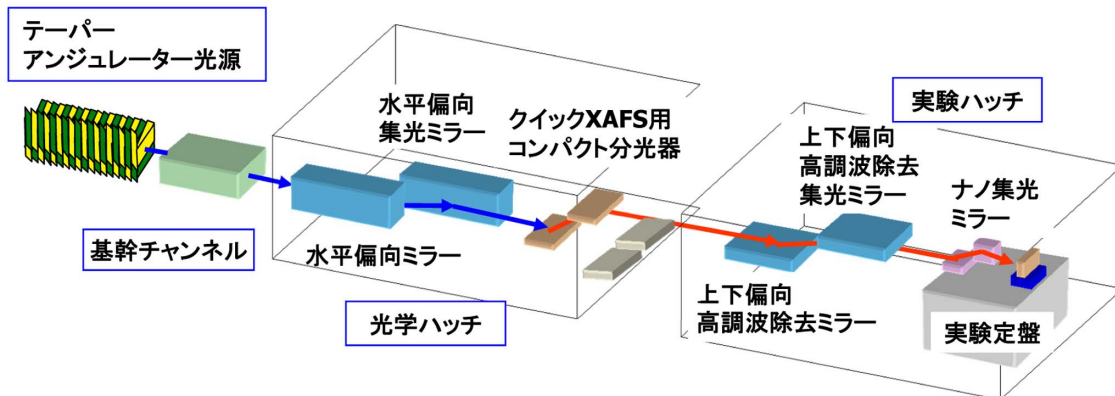 テーパー
アンジュレーター光源
基幹チャンネル
水平偏向
集光ミラー
水平偏向ミラー
クイックXAFS用
コンパクト分光器
光学ハッチ
実験ハッチ
上下偏向
高調波除去
集光ミラー
ナノ集光
ミラー
上下偏向
高調波除去ミラー
実験定盤